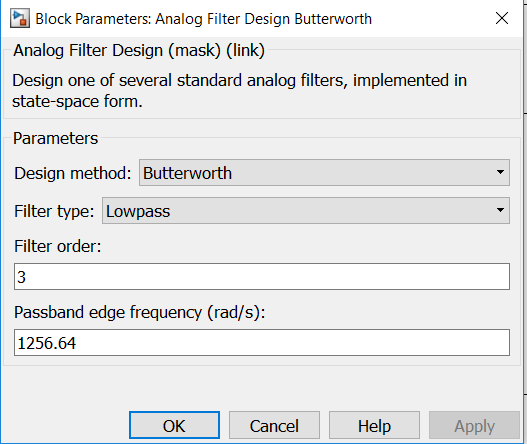 Block Parameters: Analog Filter Design Butterworth
Analog Filter Design (mask) (link)
Design one of several standard analog filters, implemented in
state-space form.
Parameters
Design method: Butterworth
Filter type: Lowpass
Filter order:
3
Passband edge frequency (rad/s):
1256.64
OK Cancel Help Apply